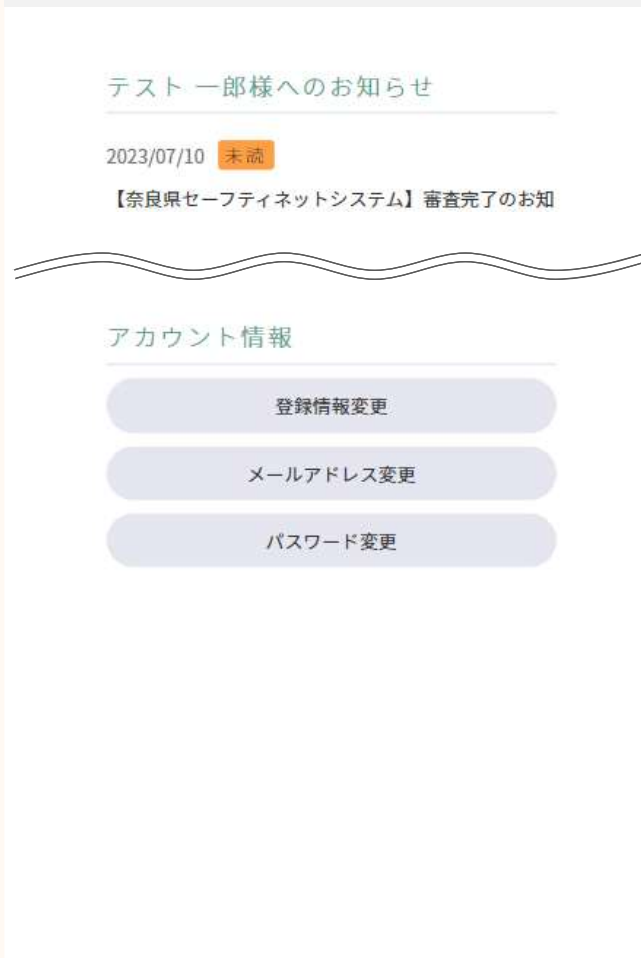 テスト 一郎様へのお知らせ
2023/07/10 未読
【奈良県セーフティネットシステム】審査完了のお知
アカウント情報
登録情報変更
メールアドレス変更
パスワード変更